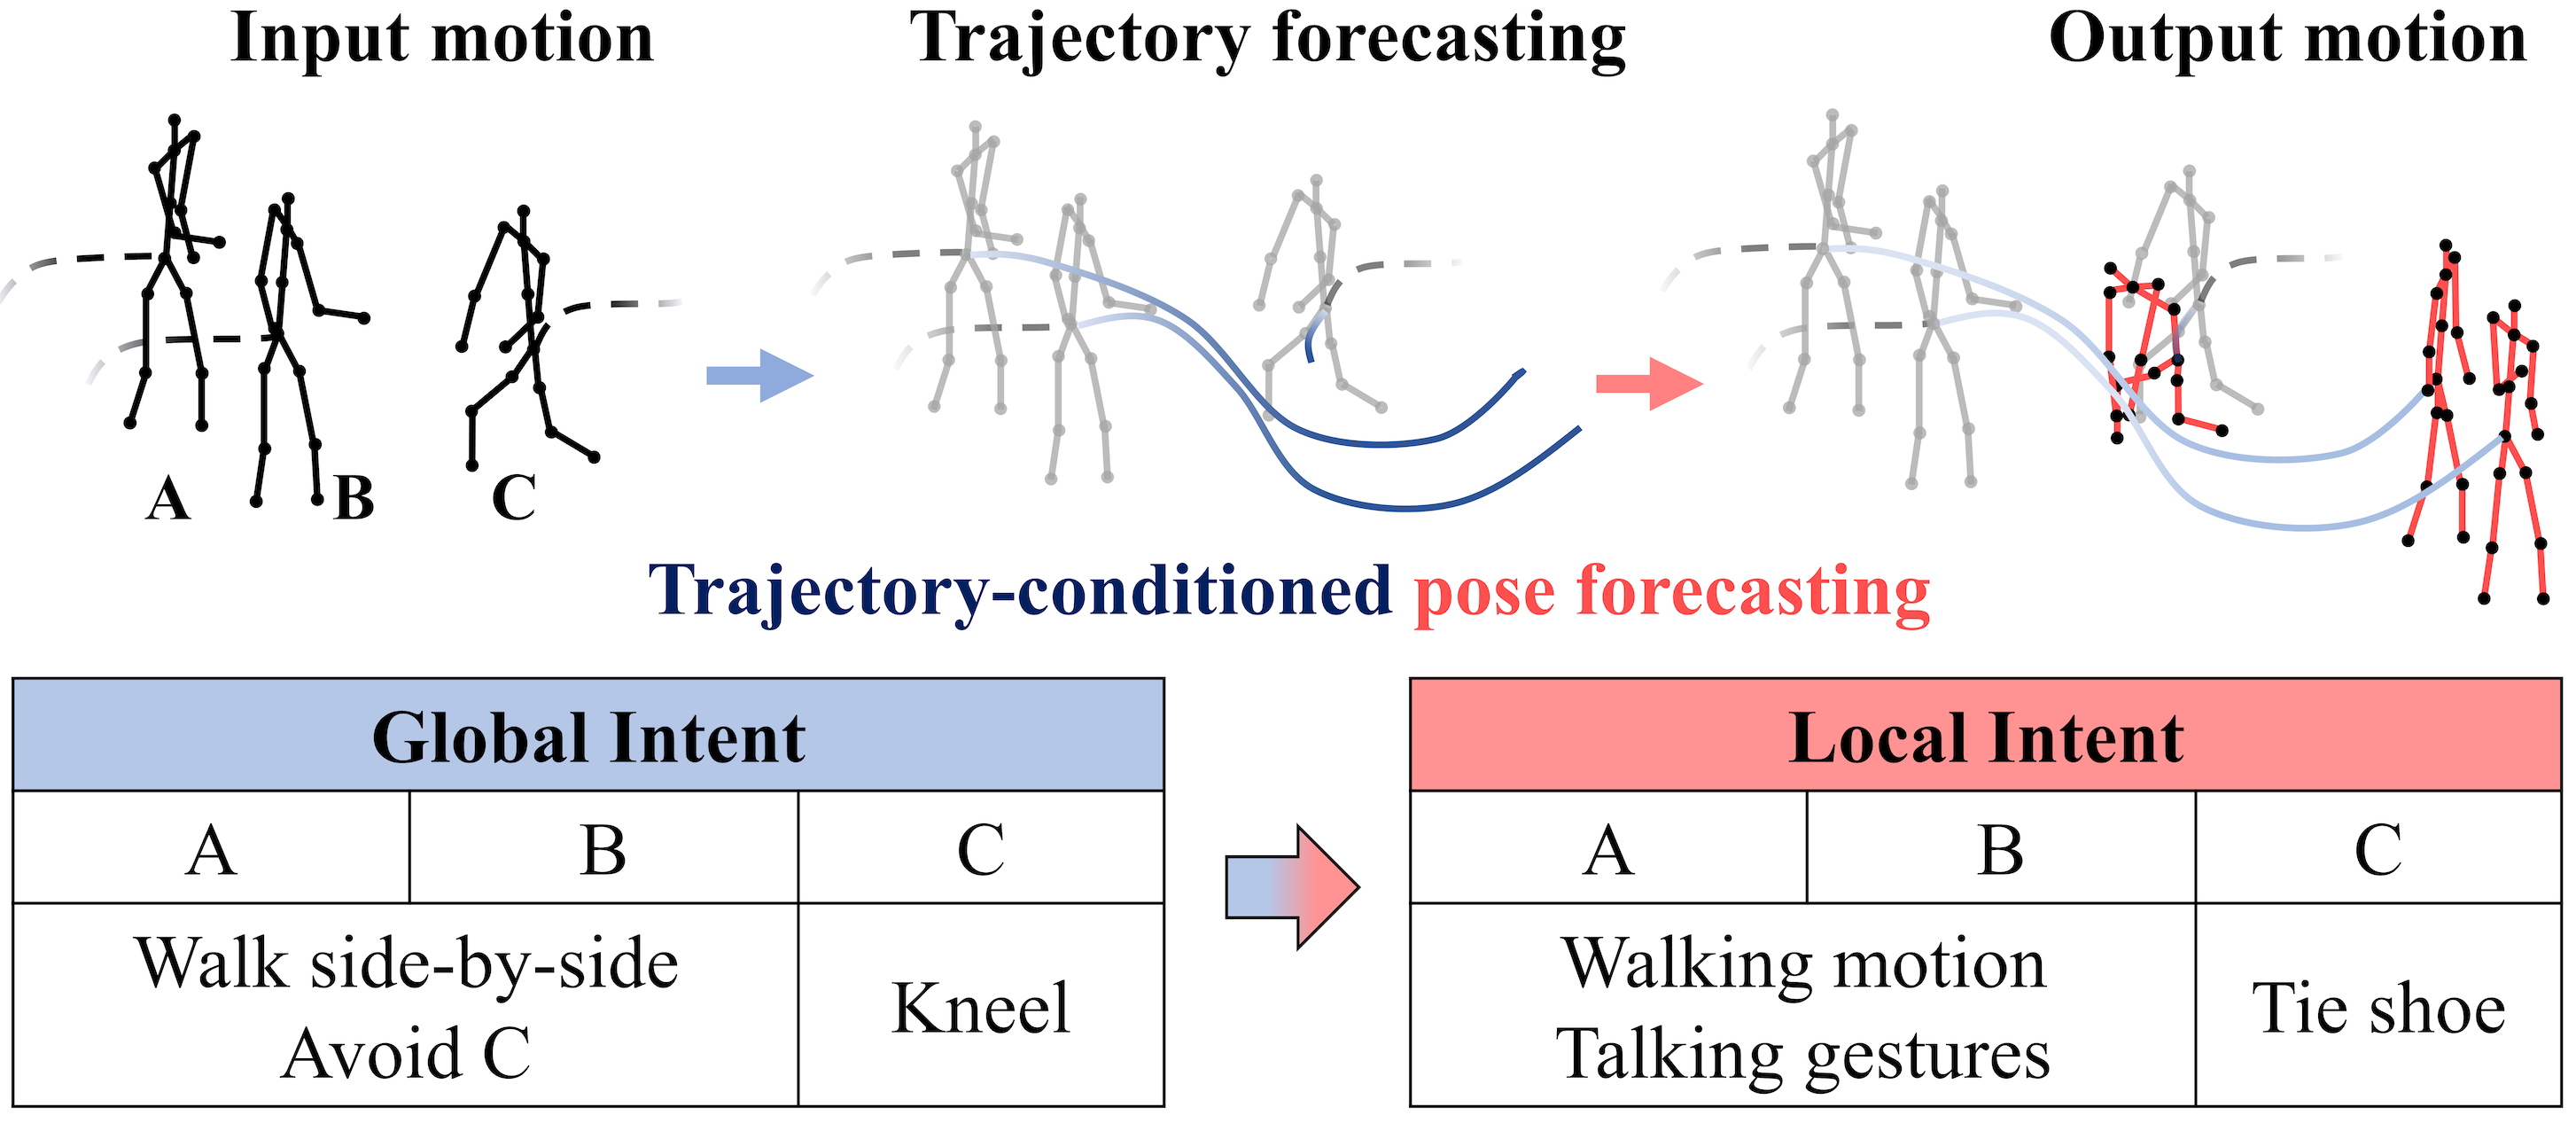 Input motion
Trajectory forecasting
Output motion
A
B
C
Trajectory-conditioned pose forecasting
Global Intent
A
B
C
Walk side-by-side
Avoid C
Kneel
Local Intent
A
B
C
Walking motion
Talking gestures
Tie shoe